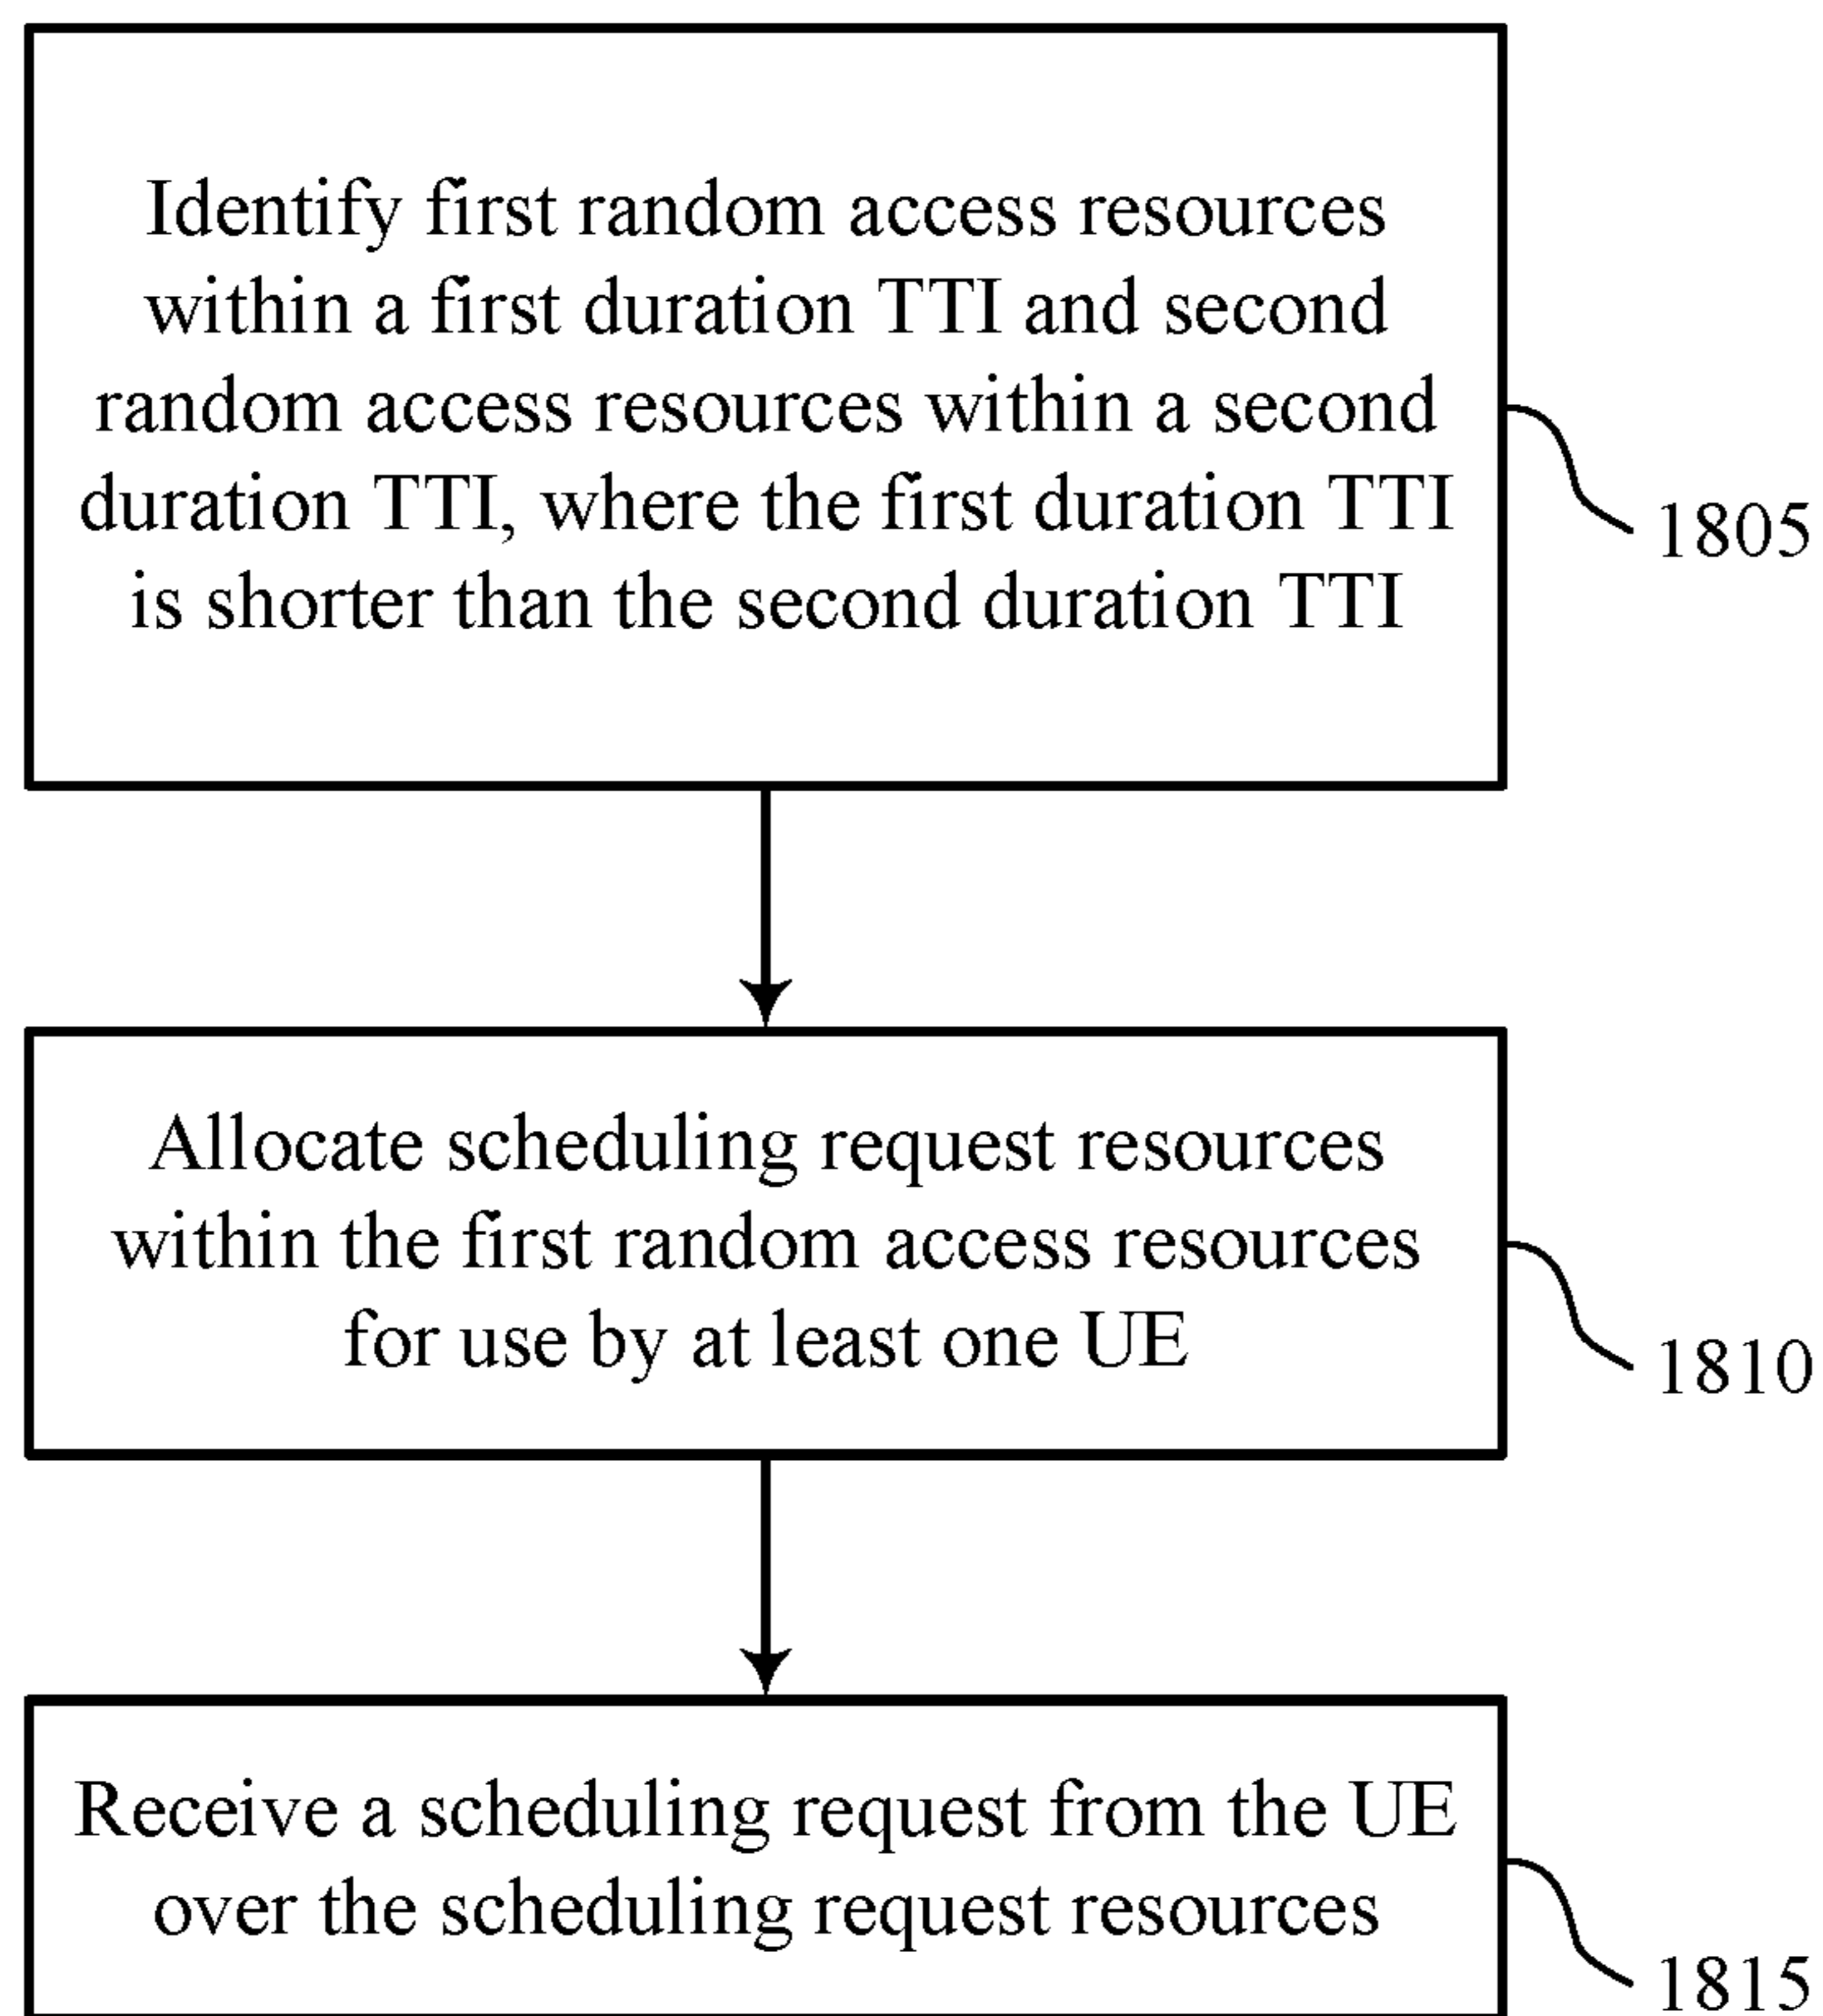 Identify first random access resources
within a first duration TTI and second
random access resources within a second
duration TTI, where the first duration TTI
is shorter than the second duration TTI
1805
Allocate scheduling request resources
within the first random access resources
for use by at least one UE
1810
Receive a scheduling request from the UE
over the scheduling request resources
1815